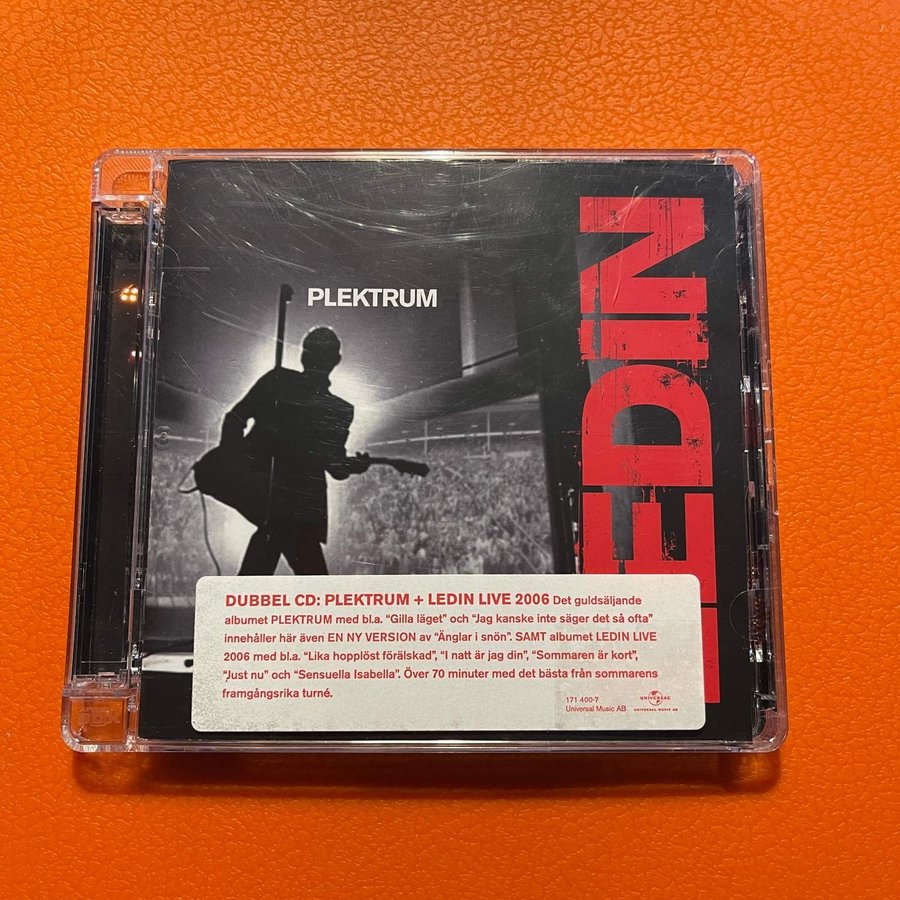 PLEKTRUM
LEDIN
DUBBEL CD: PLEKTRUM + LEDIN LIVE 2006 Det guldsäljande
albumet PLEKTRUM med bl.a. “Gilla läget” och “Jag kanske inte säger det så ofta”
innehåller här även EN NY VERSION av “Änglar i snön”. SAMT albumet LEDIN LIVE
2006 med bl.a. “Lika hopplöst förälskad”, “I natt är jag din”, “Sommaren är kort”,
“Just nu” och “Sensuella Isabella”. Över 70 minuter med det bästa från sommarens
framgångsrika turné.
171 400-7
Universal Music AB
UNIVERSAL
UNIVERSAL MUSIC AB